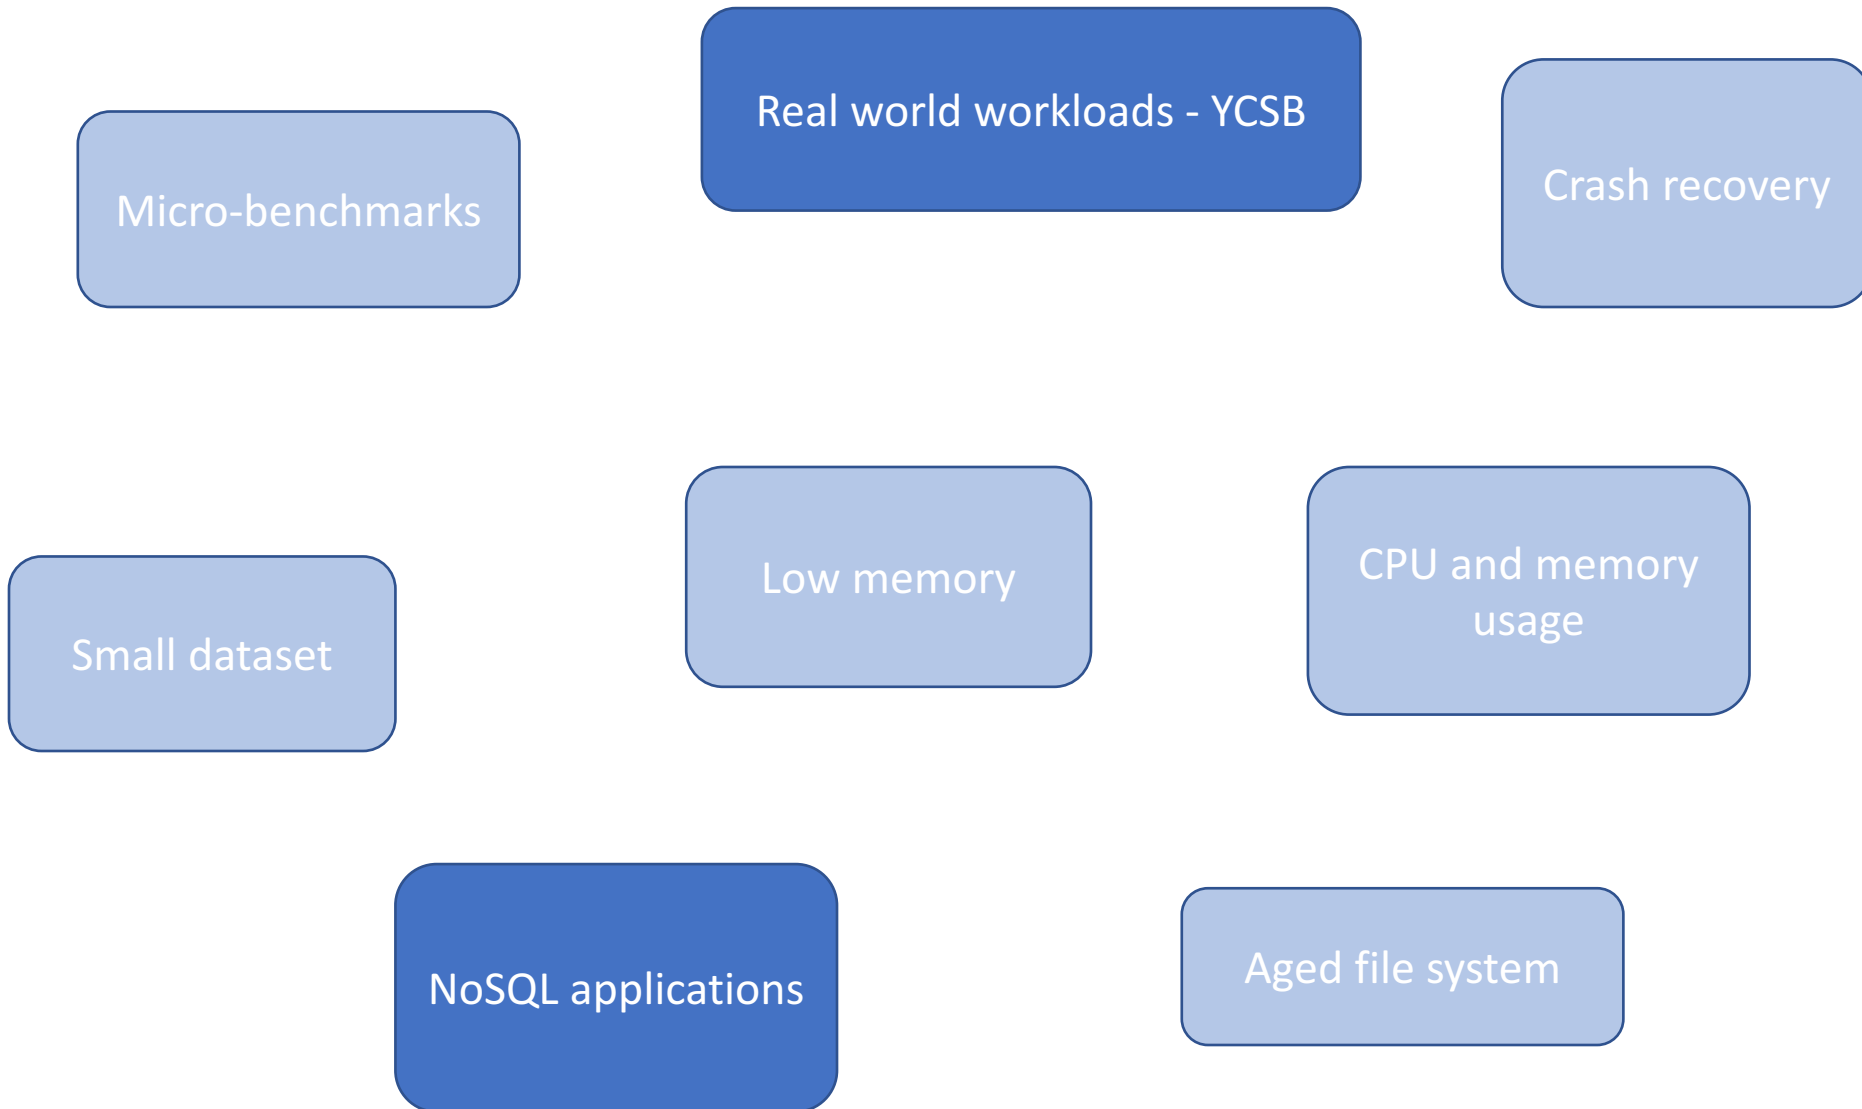 Real world workloads - YCSB
Micro-benchmarks
Crash recovery
Low memory
CPU and memory
usage
Small dataset
NoSQL applications
Aged file system